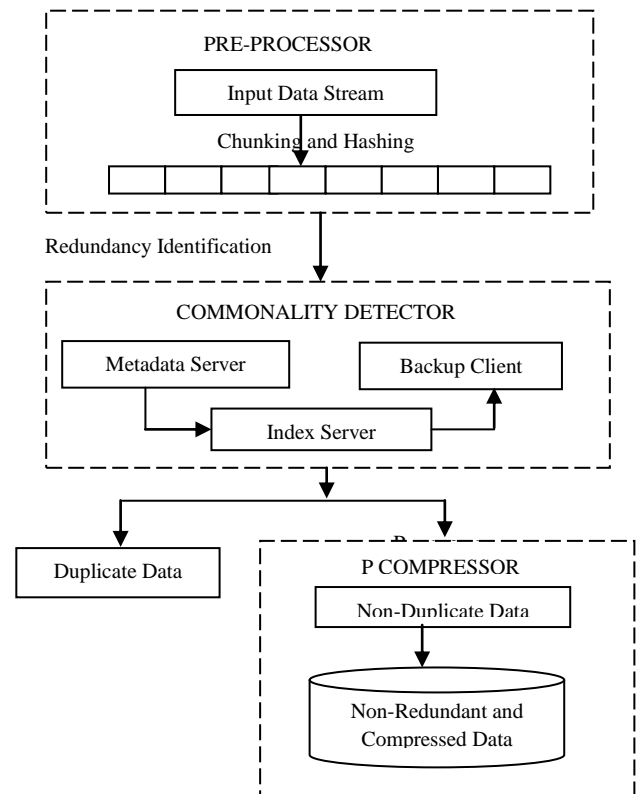 PRE-PROCESSOR
Input Data Stream
Chunking and Hashing
Redundancy Identification
COMMONALITY DETECTOR
Metadata Server
Backup Client
Index Server
Duplicate Data
P COMPRESSOR
Non-Duplicate Data
Non-Redundant and
Compressed Data